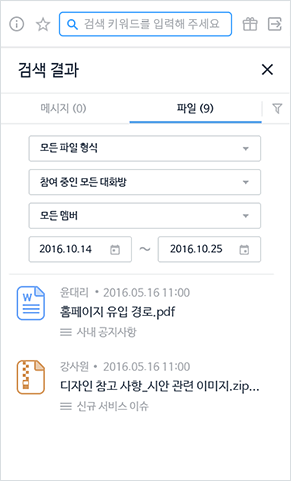 검색 키워드를 입력해 주세요
검색 결과
메시지 (0)
파일 (9)
모든 파일 형식
참여 중인 모든 대화방
모든 멤버
2016.10.14 ~ 2016.10.25
윤대리 • 2016.05.16 11:00
W
홈페이지 유입 경로.pdf
사내 공지사항
강사원 • 2016.05.16 11:00
디자인 참고 사항_시안 관련 이미지.zip...
신규 서비스 이슈